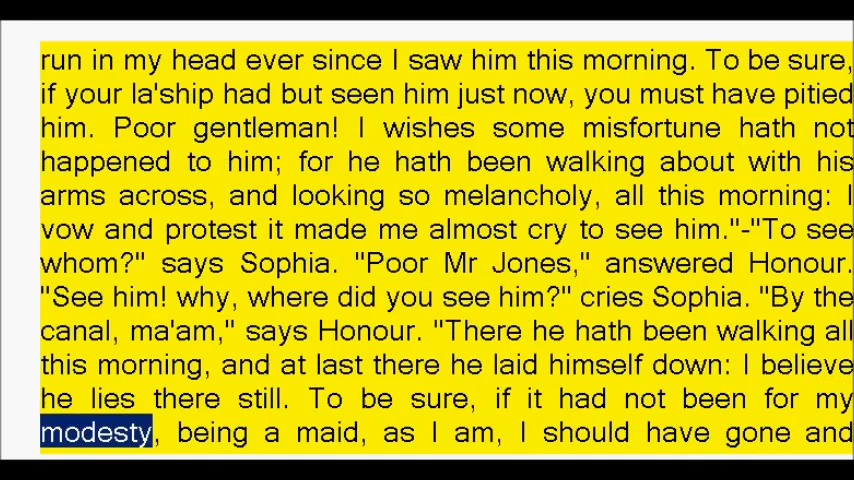 run in my head ever since I saw him this morning. To be sure,
if your la'ship had but seen him just now, you must have pitied
him. Poor gentleman! I wishes some misfortune hath not
happened to him; for he hath been walking about with his
arms across, and looking so melancholy, all this morning: I
vow and protest it made me almost cry to see him."-"To see
whom?" says Sophia. "Poor Mr Jones," answered Honour.
"See him! why, where did you see him?" cries Sophia. "By the
canal, ma'am," says Honour. "There he hath been walking all
this morning, and at last there he laid himself down: I believe
he lies there still. To be sure, if it had not been for my
modesty, being a maid, as I am, I should have gone and